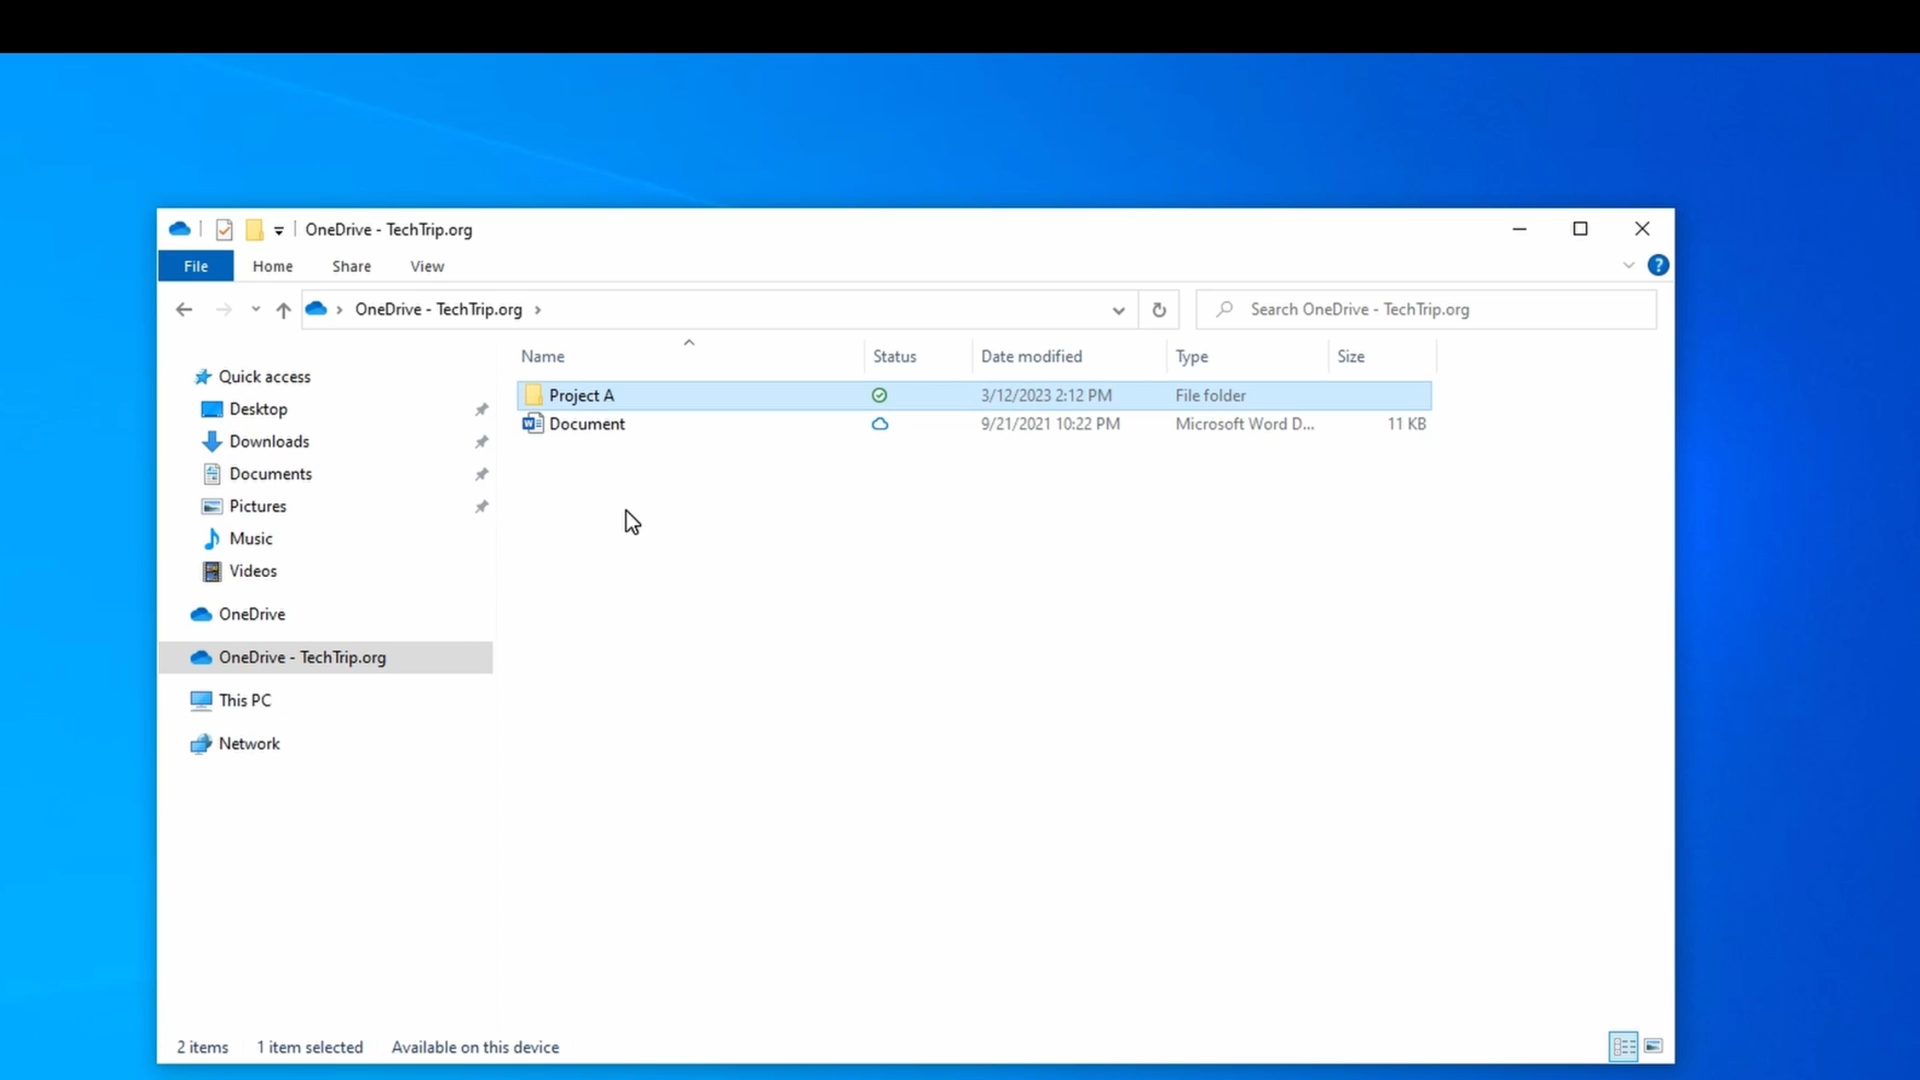 OneDrive - TechTrip.org
File Home Share View
?
OneDrive - TechTrip.org
Search OneDrive - TechTrip.org
Name Status Date modified Type Size
Quick access
Desktop
Downloads
Documents
Pictures
Music
Videos
OneDrive
OneDrive - TechTrip.org
This PC
Network
Project A 3/12/2023 2:12 PM File folder
Document 9/21/2021 10:22 PM Microsoft Word D... 11 KB
2 items 1 item selected Available on this device